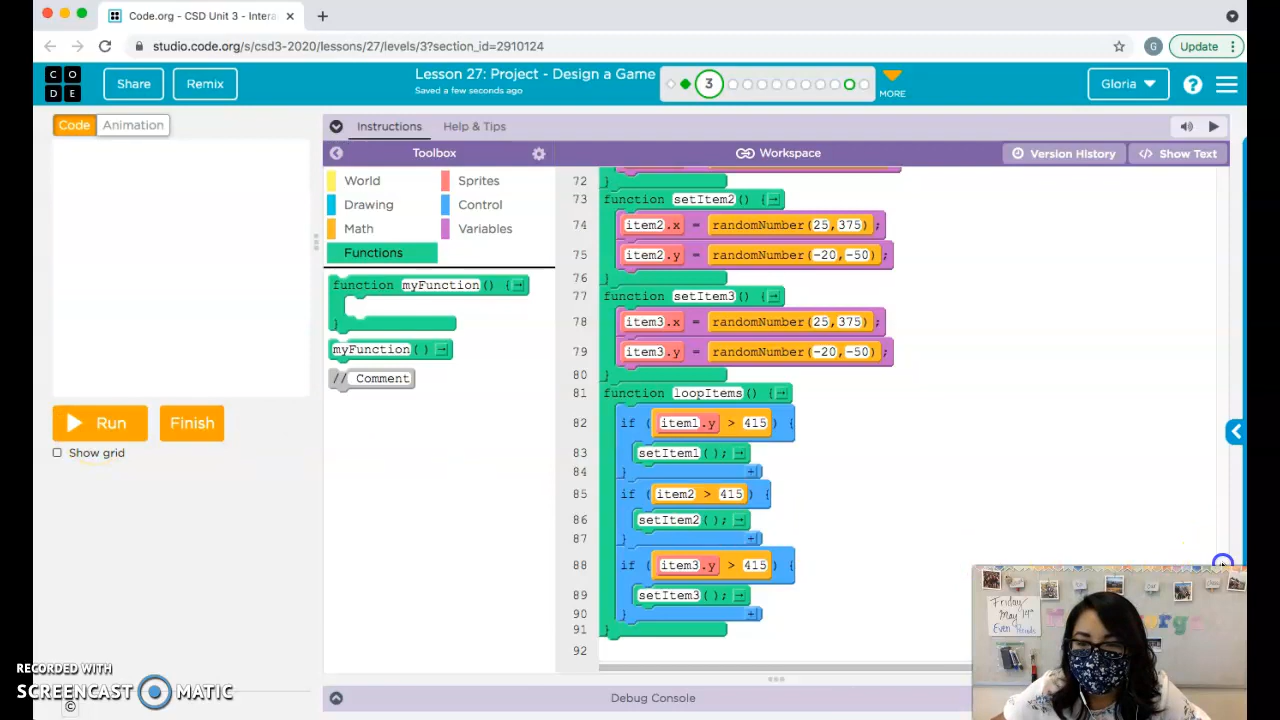 Code.org - CSD Unit 3 - Intera
studio.code.org/s/csd3-2020/lessons/27/levels/3?section_id=2910124
G
Update
C O
D E
Share
Remix
Lesson 27: Project - Design a Game
Saved a few seconds ago
3
MORE
Gloria
?
Code
Animation
Instructions
Help & Tips
Toolbox
Workspace
Version History
</> Show Text
World
Sprites
Drawing
Control
Math
Variables
Functions
function myFunction() {
}
myFunction()
// Comment
Run
Finish
Show grid
72 }
73 function setItem2() {
74 item2.x = randomNumber(25,375);
75 item2.y = randomNumber(-20,-50);
76 }
77 function setItem3() {
78 item3.x = randomNumber(25,375);
79 item3.y = randomNumber(-20,-50);
80 }
81 function loopItems() {
82 if (item1.y > 415) {
83 setItem1();
84 }
85 if (item2 > 415) {
86 setItem2();
87 }
88 if (item3.y > 415) {
89 setItem3();
90 }
91 }
92
Debug Console
Friday
May 14th
Even Periods
RECORDED WITH
SCREENCAST MATIC
©